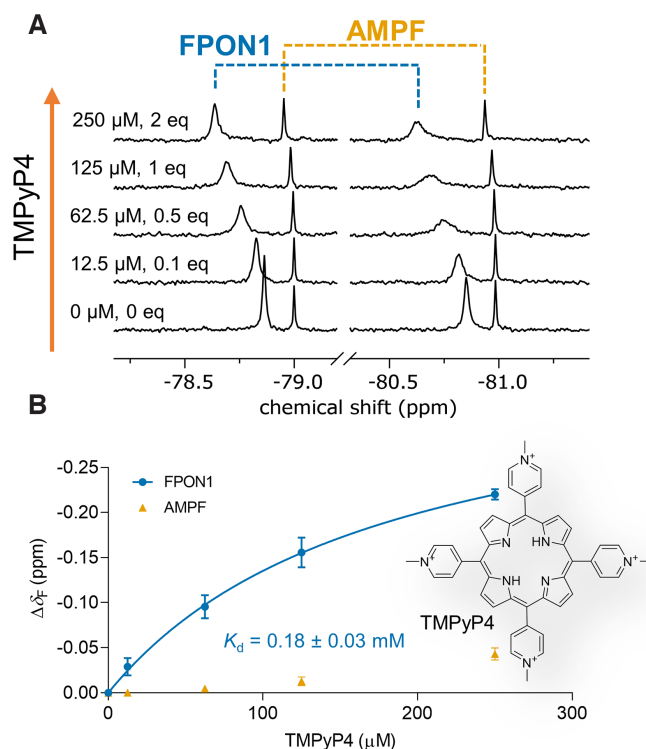 A
FPON1
AMPF
TMPyP4
250 µM, 2 eq
125 µM, 1 eq
62.5 µM, 0.5 eq
12.5 µM, 0.1 eq
0 µM, 0 eq
-78.5 -79.0 -80.5 -81.0
chemical shift (ppm)
B
-0.25
-0.20
-0.15
-0.10
-0.05
0.00
ΔδF (ppm)
FPON1
AMPF
Kd = 0.18 ± 0.03 mM
N+
N+
N+
N+
N
HN
NH
N
TMPyP4
0 100 200 300
TMPyP4 (µM)